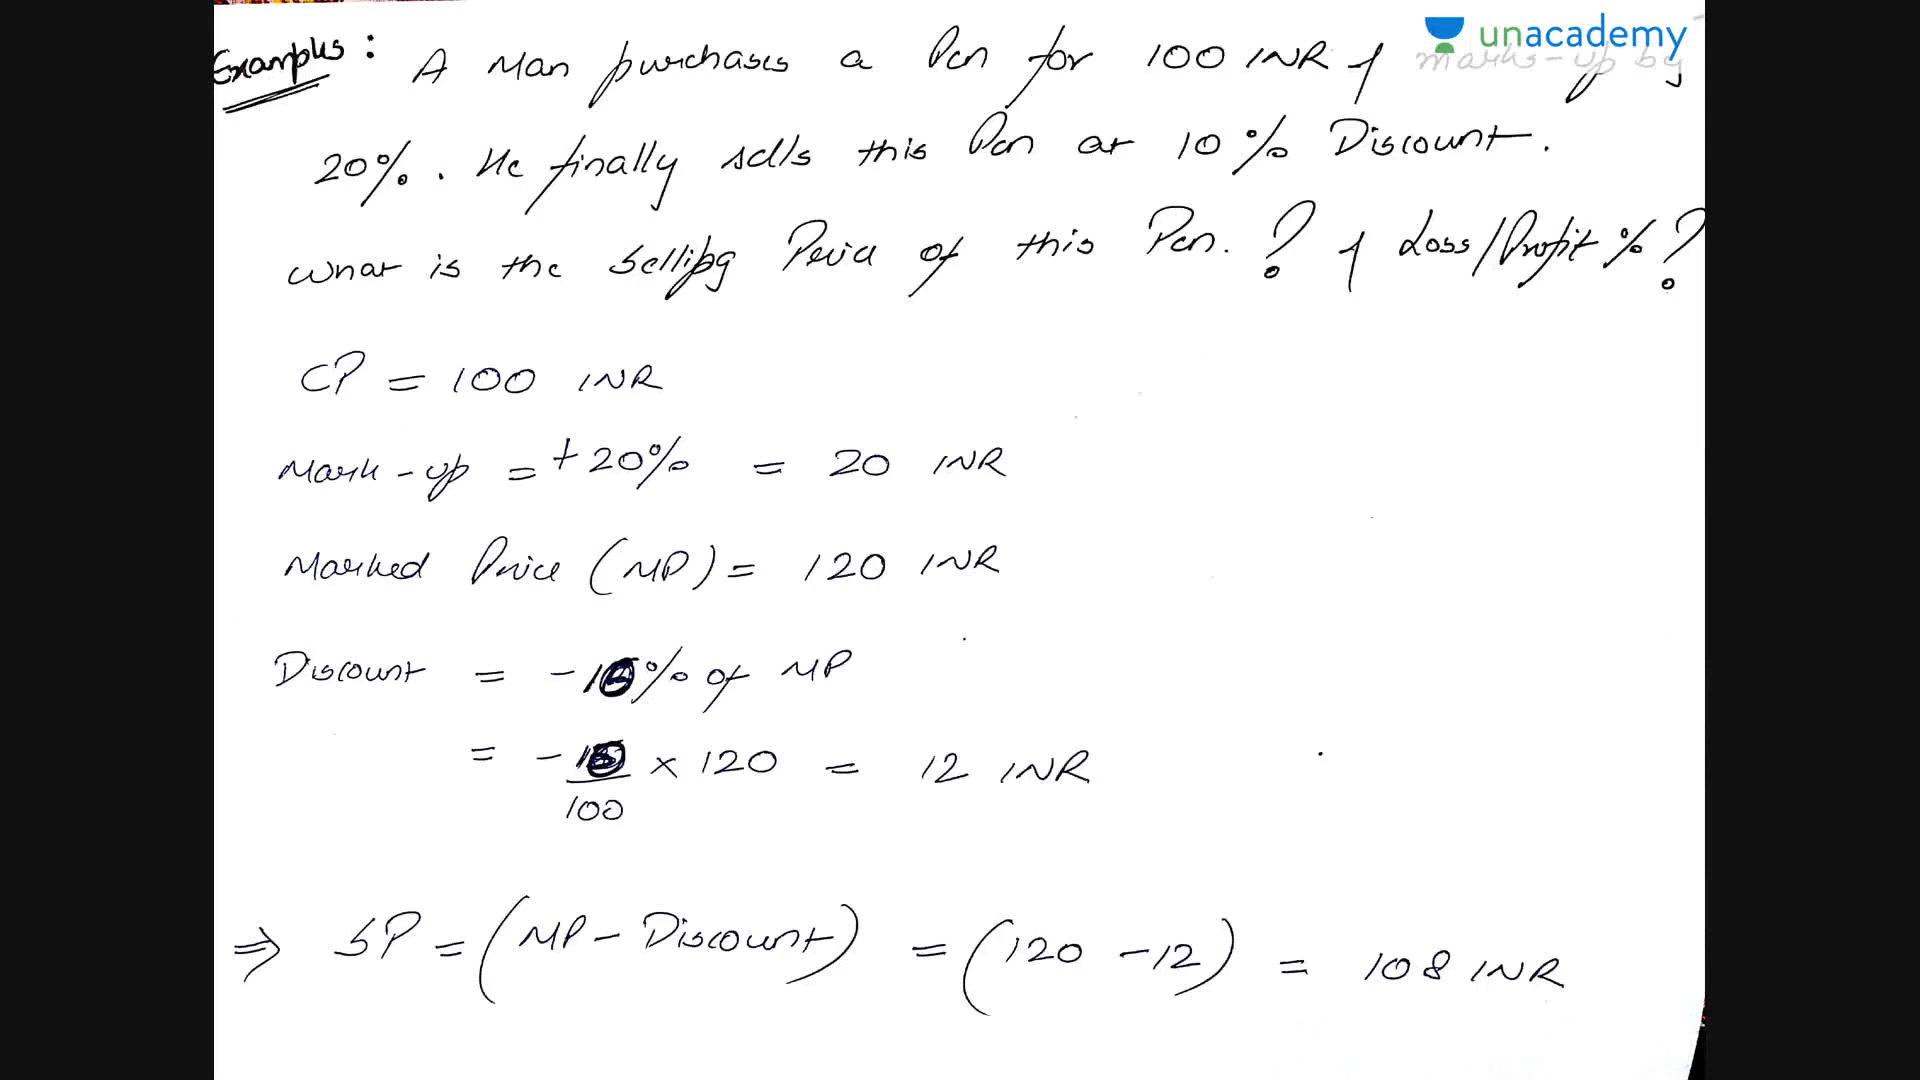 unacademy
Examples: A Man purchases a Pen for 100 INR & marks-up by
20%. He finally sells this Pen at 10% Discount.
What is the Selling Price of this Pen.? & Loss/Profit %?
CP = 100 INR
Mark-up = +20% = 20 INR
Marked Price (MP) = 120 INR
Discount = -10% of MP
= -10/100 x 120 = 12 INR
⇒ SP = (MP - Discount) = (120 - 12) = 108 INR